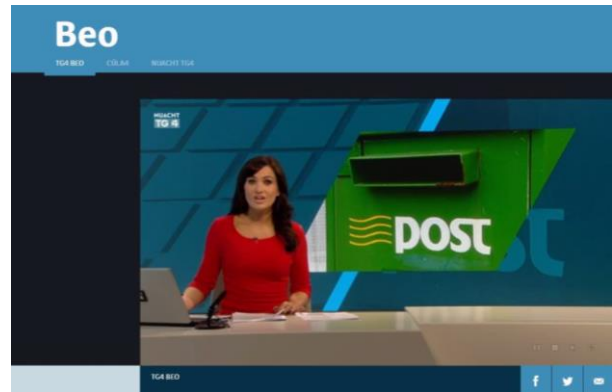 Beo
TG4 BEO CÚLA4 NUACHT TG4
NUACHT
TG4
post
TG4 BEO